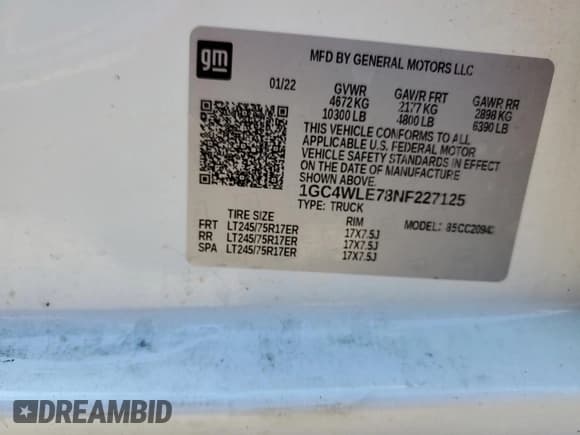 gm
MFD BY GENERAL MOTORS LLC
01/22 GVWR GAWR FRT GAWR RR
4672 KG 2177 KG 2898 KG
10300 LB 4800 LB 6390 LB
THIS VEHICLE CONFORMS TO ALL
APPLICABLE U.S. FEDERAL MOTOR
VEHICLE SAFETY STANDARDS IN EFFECT
ON THE DATE OF MANUFACTURE
1GC4WLE78NF227125
TYPE: TRUCK
TIRE SIZE RIM MODEL:
FRT LT245/75R17ER 17X7.5J
RR LT245/75R17ER 17X7.5J
SPA LT245/75R17ER 17X7.5J
DREAMBID